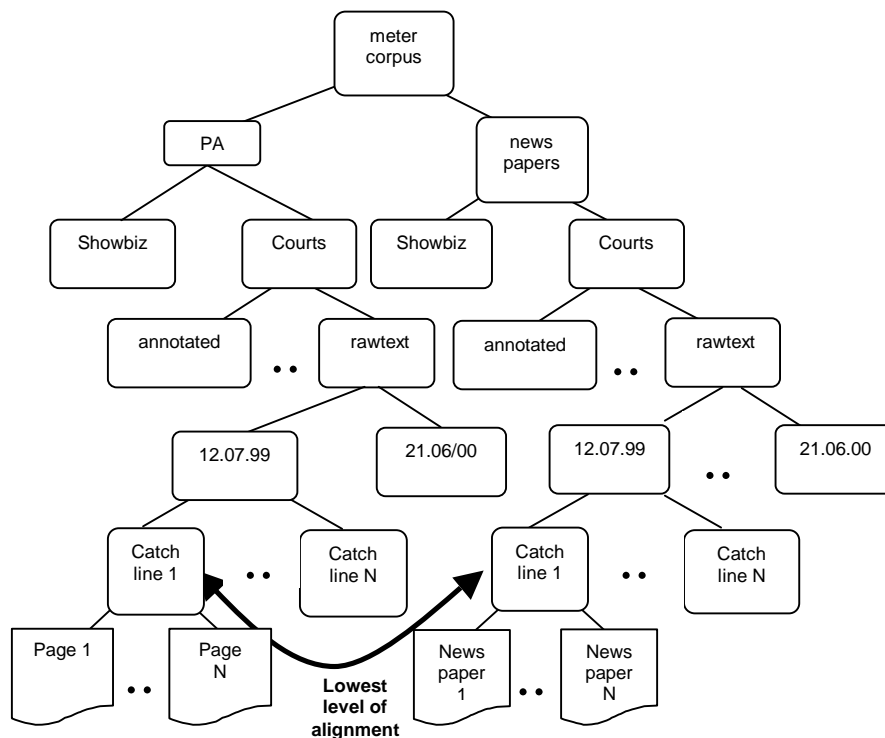 meter
corpus
PA
news
papers
Showbiz
Courts
Showbiz
Courts
annotated
..
rawtext
annotated
..
rawtext
12.07.99
21.06/00
12.07.99
..
21.06.00
Catch
line 1
..
Catch
line N
Catch
line 1
..
Catch
line N
Page 1
..
Page
N
Lowest
level of
alignment
News
paper
1
..
News
paper
N